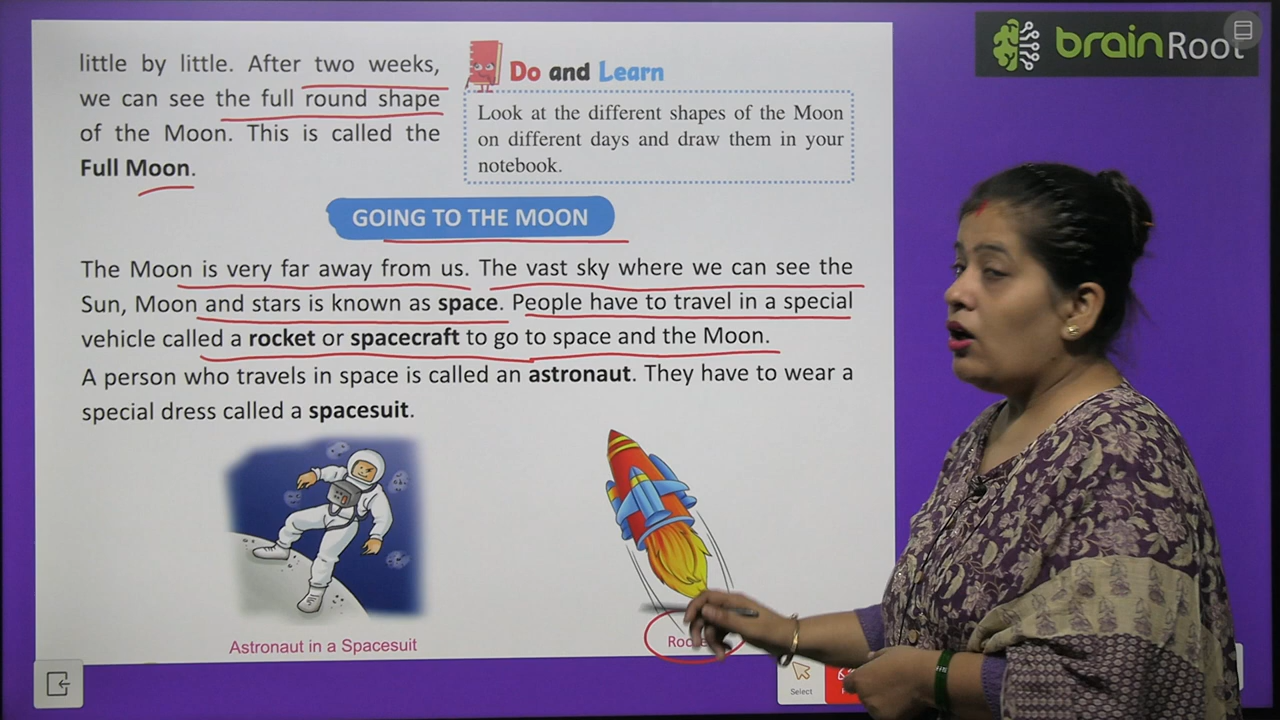 little by little. After two weeks,
we can see the full round shape
of the Moon. This is called the
Full Moon.
Do and Learn
Look at the different shapes of the Moon
on different days and draw them in your
notebook.
brainRoot
GOING TO THE MOON
The Moon is very far away from us. The vast sky where we can see the
Sun, Moon and stars is known as space. People have to travel in a special
vehicle called a rocket or spacecraft to go to space and the Moon.
A person who travels in space is called an astronaut. They have to wear a
special dress called a spacesuit.
Astronaut in a Spacesuit
Select